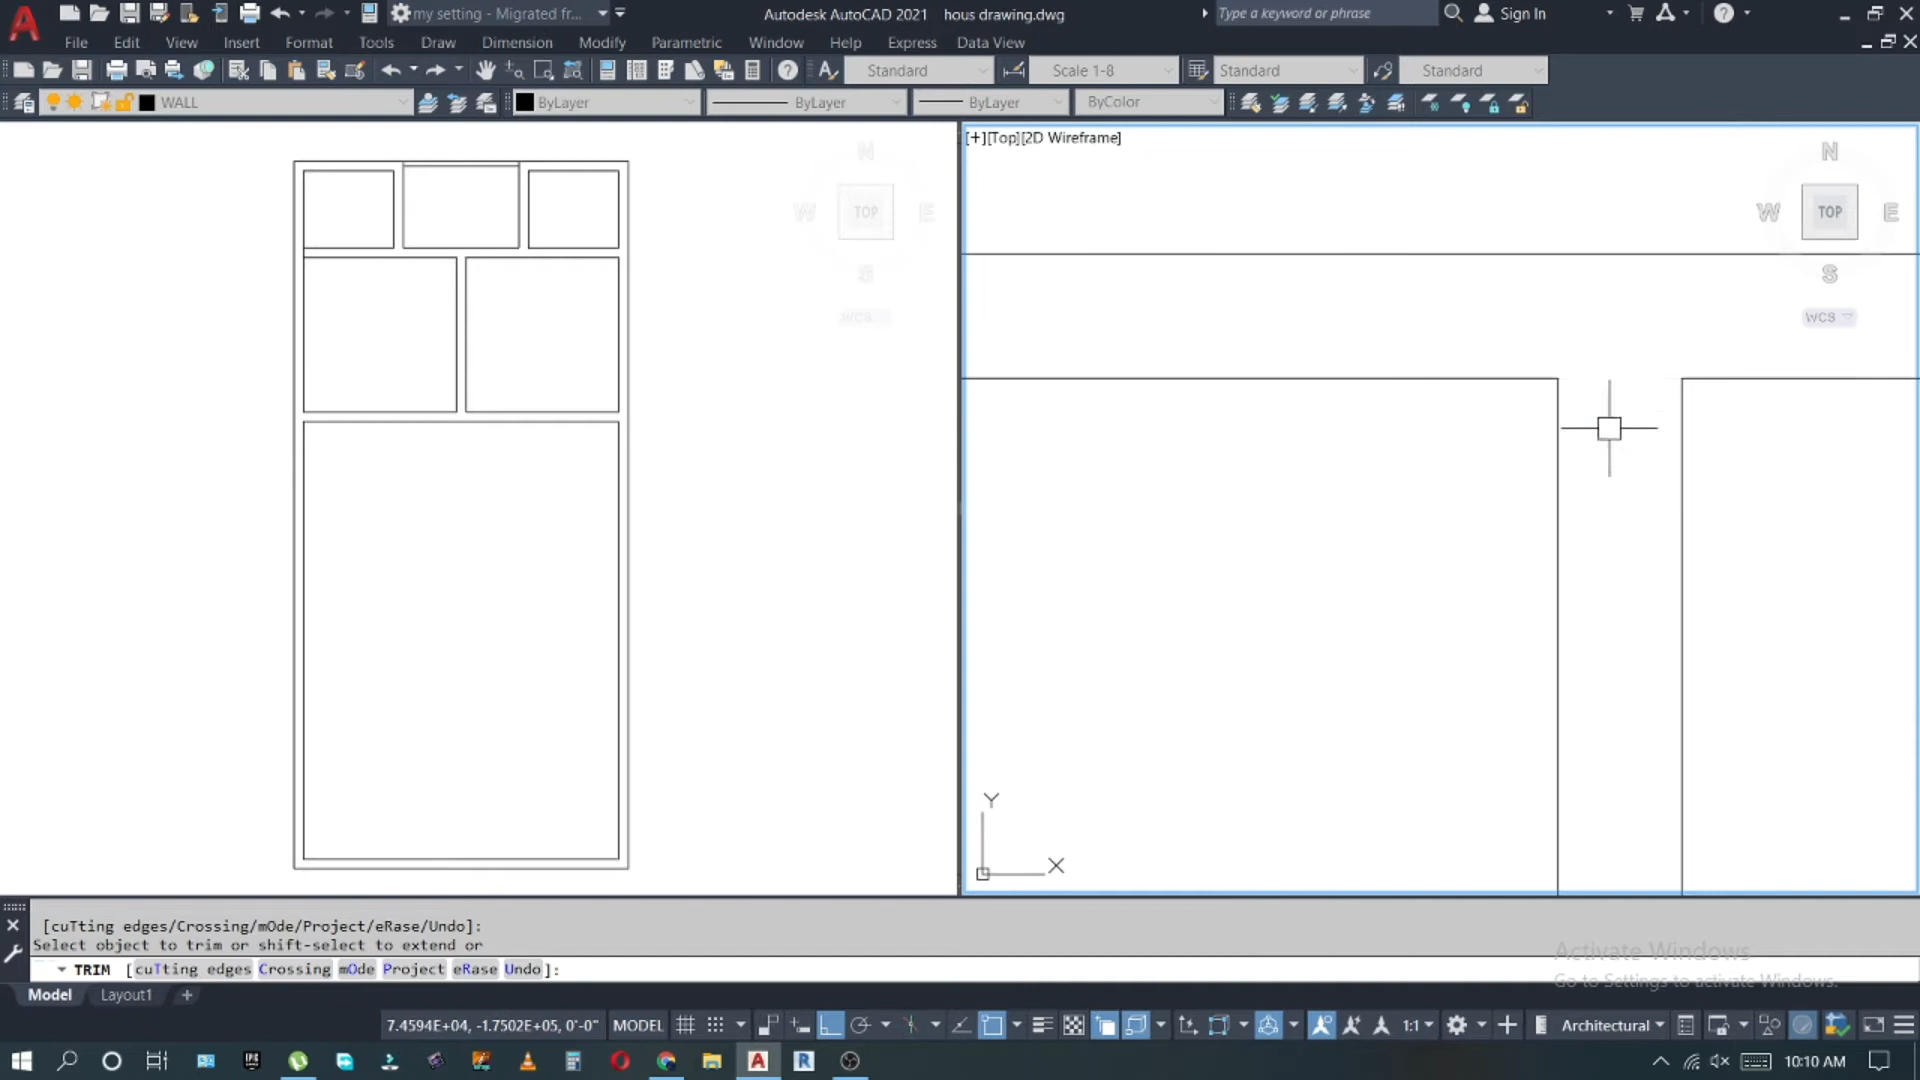 my setting - Migrated fr...
Autodesk AutoCAD 2021 hous drawing.dwg
Type a keyword or phrase
Sign In
File Edit View Insert Format Tools Draw Dimension Modify Parametric Window Help Express Data View
Standard Scale 1-8 Standard Standard
WALL ByLayer ByLayer ByLayer ByColor
[+][Top][2D Wireframe]
N
W TOP E
S
WCS
N
W TOP E
S
WCS
Y
X
[cuTting edges/Crossing/mOde/Project/eRase/Undo]:
Select object to trim or shift-select to extend or
TRIM [cuTting edges Crossing mOde Project eRase Undo]:
Activate Windows
Go to Settings to activate Windows.
Model Layout1 +
7.4594E+04, -1.7502E+05, 0'-0" MODEL 1:1 Architectural
10:10 AM